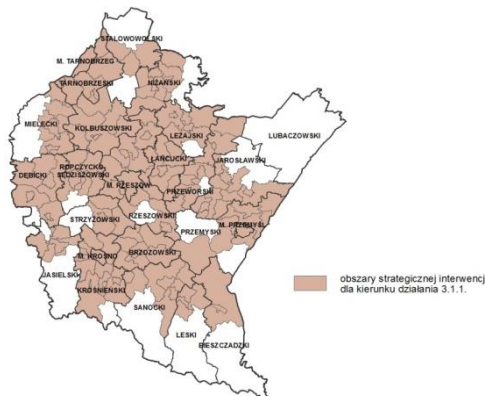 STALOWOWOLSKI
M. TARNOBRZEG
TARNOBRZESKI
NIŻAŃSKI
MIELECKI
KOLBUSZOWSKI
LEŻAJSKI
LUBACZOWSKI
ŁAŃCUCKI
JAROSŁAWSKI
ROPCZYCKO-
SĘDZISZOWSKI
DĘBICKI
M. RZESZÓW
PRZEWORSKI
STRZYŻOWSKI
RZESZOWSKI
PRZEMYSKI
M. PRZEMYŚL
M. KROSNO
BRZOZOWSKI
JASIELSKI
KROŚNIEŃSKI
SANOCKI
LESKI
BIESZCZADZKI
obszary strategicznej interwencj
dla kierunku działania 3.1.1.